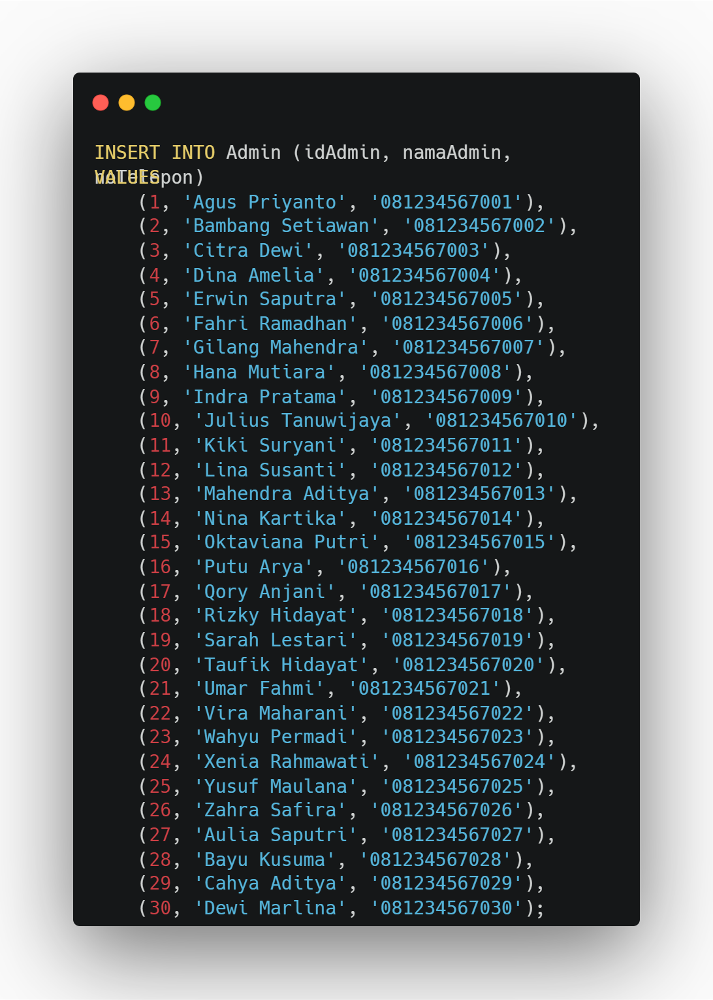 INSERT INTO Admin (idAdmin, namaAdmin,
noTelepon)
VALUES
(1, 'Agus Priyanto', '081234567001'),
(2, 'Bambang Setiawan', '081234567002'),
(3, 'Citra Dewi', '081234567003'),
(4, 'Dina Amelia', '081234567004'),
(5, 'Erwin Saputra', '081234567005'),
(6, 'Fahri Ramadhan', '081234567006'),
(7, 'Gilang Mahendra', '081234567007'),
(8, 'Hana Mutiara', '081234567008'),
(9, 'Indra Pratama', '081234567009'),
(10, 'Julius Tanuwijaya', '081234567010'),
(11, 'Kiki Suryani', '081234567011'),
(12, 'Lina Susanti', '081234567012'),
(13, 'Mahendra Aditya', '081234567013'),
(14, 'Nina Kartika', '081234567014'),
(15, 'Oktaviana Putri', '081234567015'),
(16, 'Putu Arya', '081234567016'),
(17, 'Qory Anjani', '081234567017'),
(18, 'Rizky Hidayat', '081234567018'),
(19, 'Sarah Lestari', '081234567019'),
(20, 'Taufik Hidayat', '081234567020'),
(21, 'Umar Fahmi', '081234567021'),
(22, 'Vira Maharani', '081234567022'),
(23, 'Wahyu Permadi', '081234567023'),
(24, 'Xenia Rahmawati', '081234567024'),
(25, 'Yusuf Maulana', '081234567025'),
(26, 'Zahra Safira', '081234567026'),
(27, 'Aulia Saputri', '081234567027'),
(28, 'Bayu Kusuma', '081234567028'),
(29, 'Cahya Aditya', '081234567029'),
(30, 'Dewi Marlina', '081234567030');